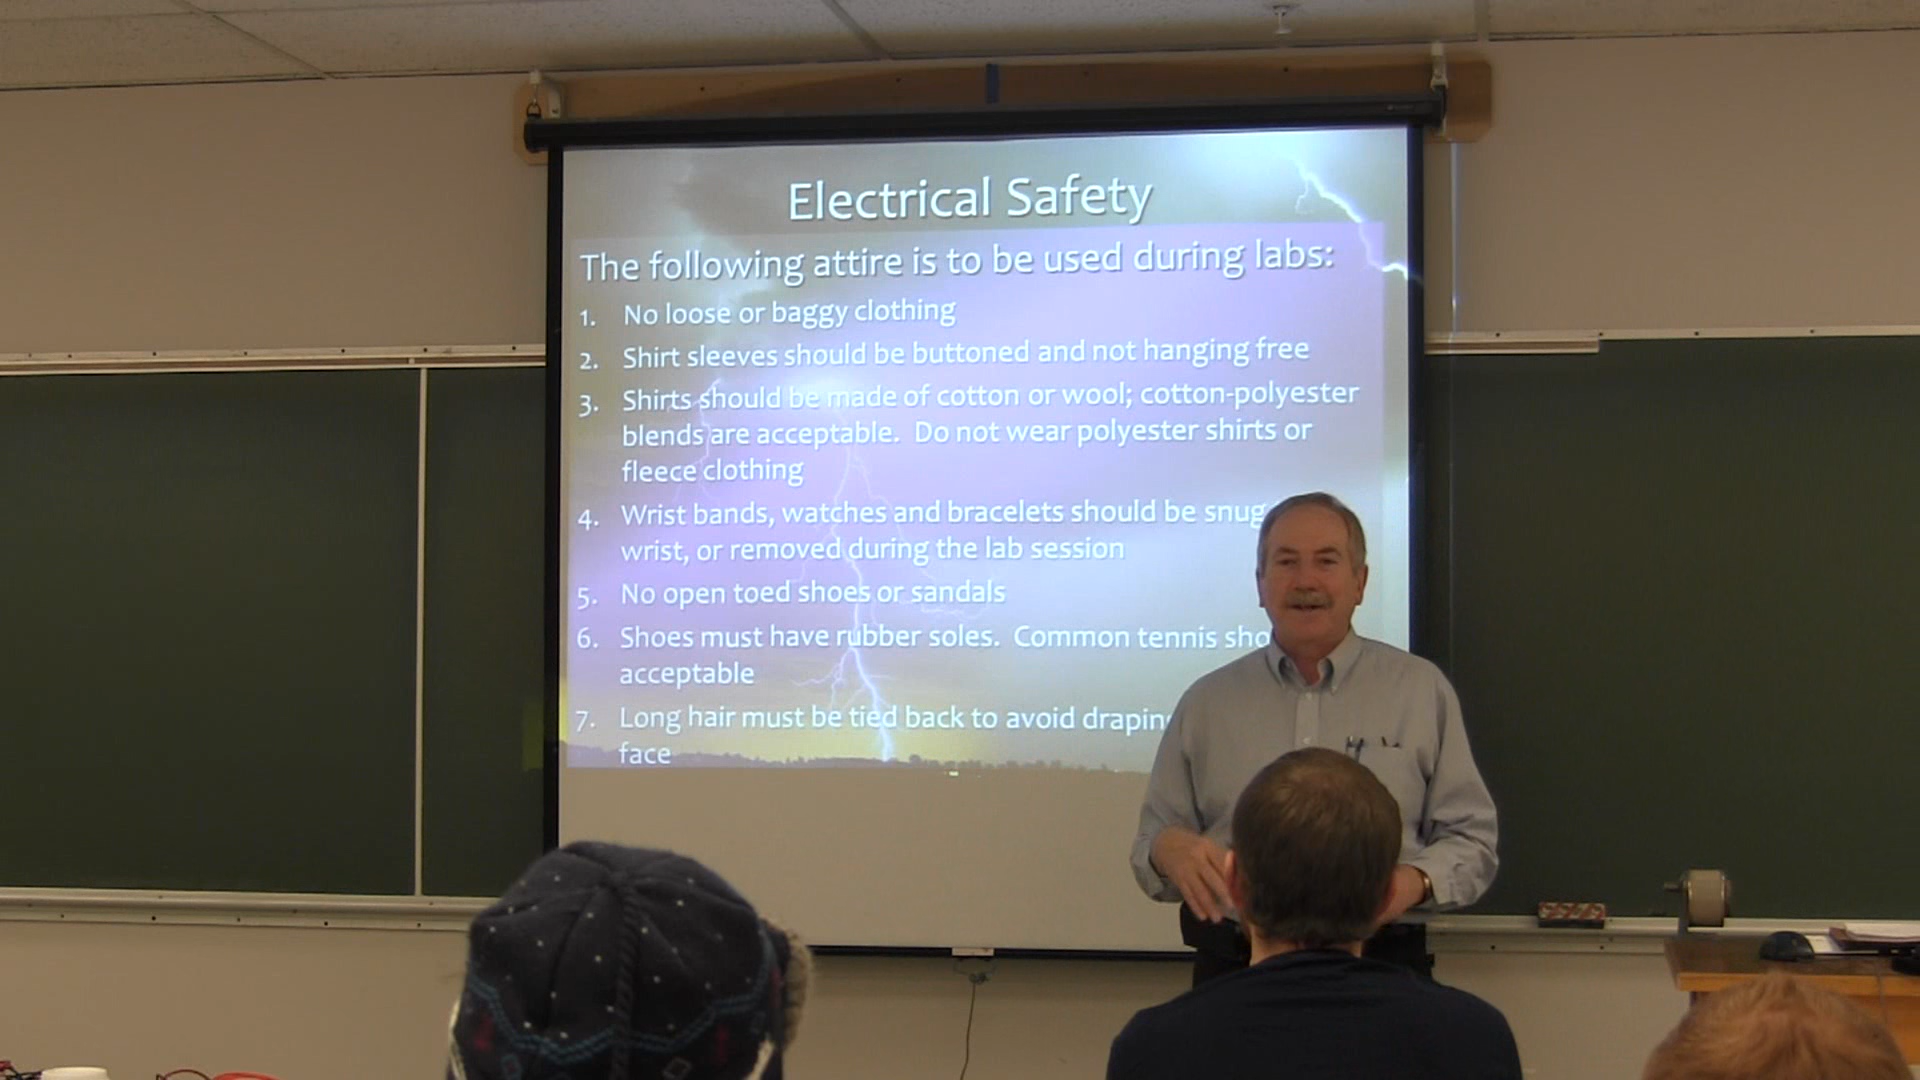 Electrical Safety
The following attire is to be used during labs:
1. No loose or baggy clothing
2. Shirt sleeves should be buttoned and not hanging free
3. Shirts should be made of cotton or wool; cotton-polyester
blends are acceptable. Do not wear polyester shirts or
fleece clothing
4. Wrist bands, watches and bracelets should be snug
wrist, or removed during the lab session
5. No open toed shoes or sandals
6. Shoes must have rubber soles. Common tennis
acceptable
7. Long hair must be tied back to avoid
face